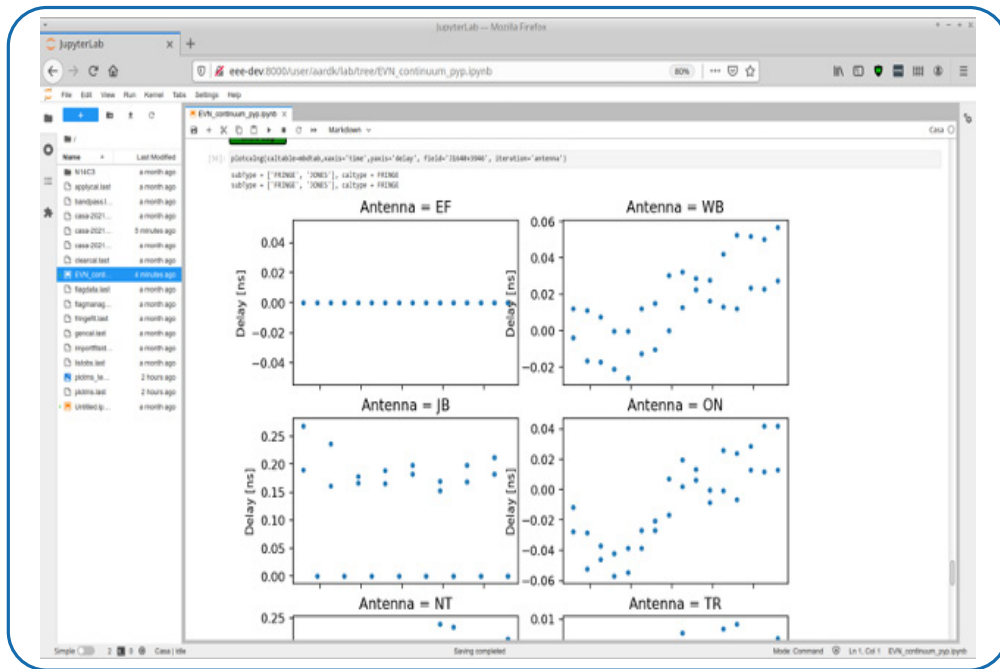 JupyterLab — Mozilla Firefox
JupyterLab
eee-dev:8000/user/aardk/lab/tree/EVN_continuum_pyp.ipynb
80%
File Edit View Run Kernel Tabs Settings Help
EVN_continuum_pyp.ipynb
Markdown
Casa
/
Name
Last Modified
N14C3 a month ago
applycal.last a month ago
bandpass.l... a month ago
casa-2021... a month ago
casa-2021... 5 minutes ago
casa-2021... a month ago
clearcal.last a month ago
EVN_cont... 4 minutes ago
flagdata.last a month ago
flagmanag... a month ago
fringefit.last a month ago
gencal.last a month ago
importfitsid... a month ago
listobs.last a month ago
plotms_te... 2 hours ago
plotms.last 2 hours ago
Untitled.ip... a month ago
plotcalng(caltable=mbdtab,xaxis='time',yaxis='delay', field='J1640+3946', iteration='antenna')
subType = ['FRINGE', 'JONES'], caltype = FRINGE
subType = ['FRINGE', 'JONES'], caltype = FRINGE
Antenna = EF
Delay [ns]
0.04
0.02
0.00
−0.02
−0.04
Antenna = WB
Delay [ns]
0.06
0.04
0.02
0.00
−0.02
Antenna = JB
Delay [ns]
0.25
0.20
0.15
0.10
0.05
0.00
Antenna = ON
Delay [ns]
0.04
0.02
0.00
−0.02
−0.04
−0.06
Antenna = NT
0.25
Antenna = TR
0.01
Simple 2 0 Casa | Idle
Saving completed
Mode: Command Ln 1, Col 1 EVN_continuum_pyp.ipynb